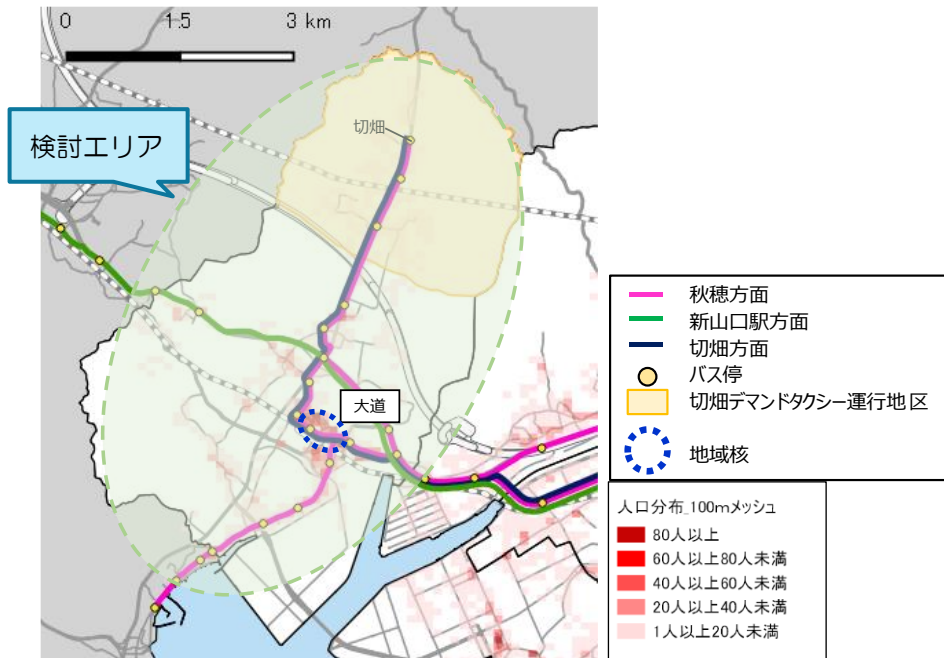 0 1.5 3 km
検討エリア
切畑
大道
秋穂方面
新山口駅方面
切畑方面
バス停
切畑デマンドタクシー運行地区
地域核
人口分布_100mメッシュ
80人以上
60人以上80人未満
40人以上60人未満
20人以上40人未満
1人以上20人未満